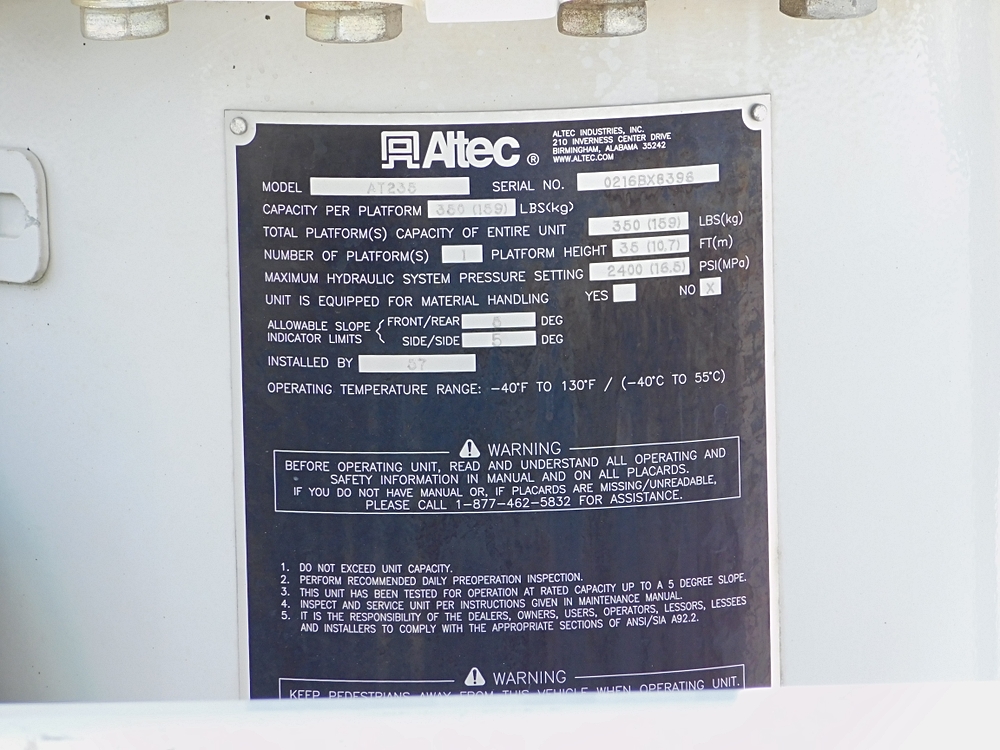 Altec ®
ALTEC INDUSTRIES, INC.
210 INVERNESS CENTER DRIVE
BIRMINGHAM, ALABAMA 35242
WWW.ALTEC.COM
MODEL AT235 SERIAL NO. 0216BX8396
CAPACITY PER PLATFORM 350 (159) LBS(kg)
TOTAL PLATFORM(S) CAPACITY OF ENTIRE UNIT 350 (159) LBS(kg)
NUMBER OF PLATFORM(S) 1 PLATFORM HEIGHT 35 (10.7) FT(m)
MAXIMUM HYDRAULIC SYSTEM PRESSURE SETTING 2400 (16.5) PSI(MPa)
UNIT IS EQUIPPED FOR MATERIAL HANDLING YES NO X
ALLOWABLE SLOPE INDICATOR LIMITS
FRONT/REAR 5 DEG
SIDE/SIDE 5 DEG
INSTALLED BY
OPERATING TEMPERATURE RANGE: -40°F TO 130°F / (-40°C TO 55°C)
WARNING
BEFORE OPERATING UNIT, READ AND UNDERSTAND ALL OPERATING AND
SAFETY INFORMATION IN MANUAL AND ON ALL PLACARDS.
IF YOU DO NOT HAVE MANUAL OR, IF PLACARDS ARE MISSING/UNREADABLE,
PLEASE CALL 1-877-462-5832 FOR ASSISTANCE.
1. DO NOT EXCEED UNIT CAPACITY.
2. PERFORM RECOMMENDED DAILY PREOPERATION INSPECTION.
3. THIS UNIT HAS BEEN TESTED FOR OPERATION AT RATED CAPACITY UP TO A 5 DEGREE SLOPE.
4. INSPECT AND SERVICE UNIT PER INSTRUCTIONS GIVEN IN MAINTENANCE MANUAL.
5. IT IS THE RESPONSIBILITY OF THE DEALERS, OWNERS, USERS, OPERATORS, LESSORS, LESSEES
AND INSTALLERS TO COMPLY WITH THE APPROPRIATE SECTIONS OF ANSI/SIA A92.2.
WARNING
KEEP PEDESTRIANS AWAY FROM THIS VEHICLE WHEN OPERATING UNIT.